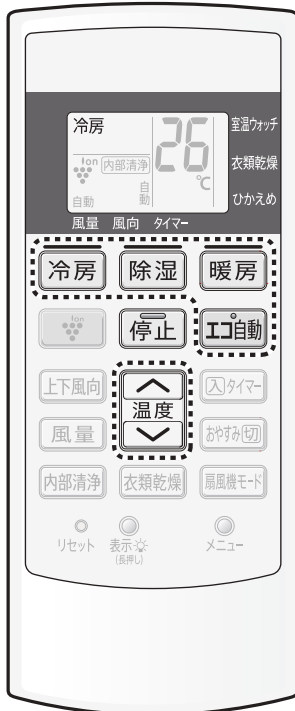 冷房
26
℃
Ion
内部清浄
自動
自動
室温ウォッチ
衣類乾燥
ひかえめ
風量 風向 タイマー
冷房 除湿 暖房
Ion
停止 エコ自動
上下風向
温度
入タイマー
風量
おやすみ切
内部清浄 衣類乾燥 扇風機モード
リセット 表示 メニュー
(長押し)